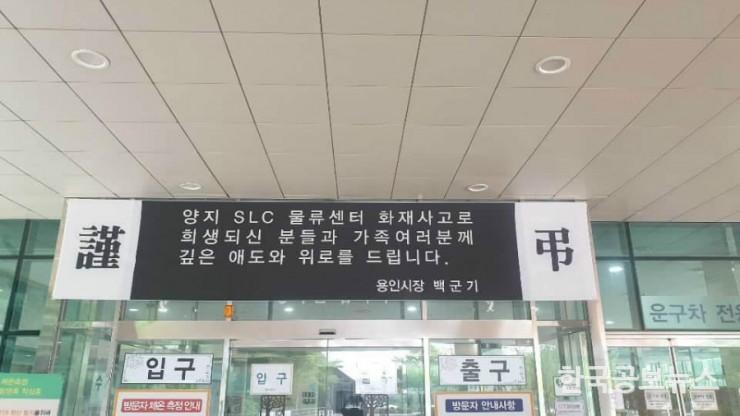 謹 弔
양지 SLC 물류센터 화재사고로
희생되신 분들과 가족여러분께
깊은 애도와 위로를 드립니다.
용인시장 백군기
운구차 전용
입구
입구
출구
방문자 체온 측정 안내
방문자 안내사항
한국공보뉴스